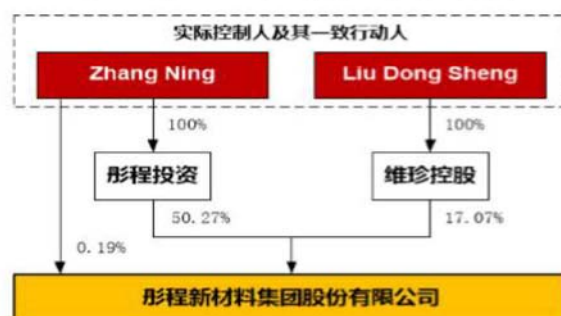 实际控制人及其一致行动人
Zhang Ning
Liu Dong Sheng
100%
100%
彤程投资
维珍控股
50.27%
17.07%
0.19%
彤程新材料集团股份有限公司